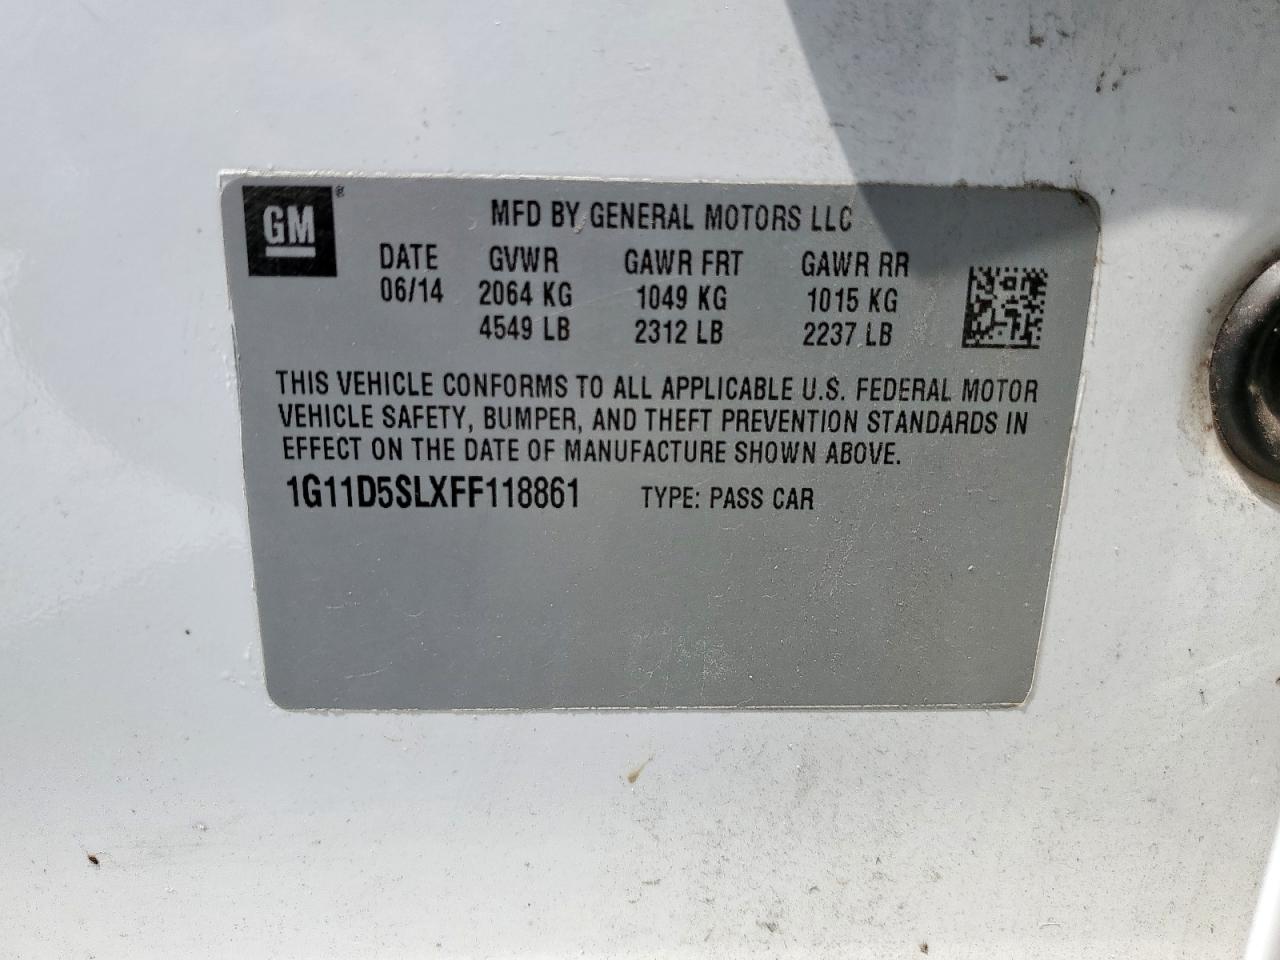 GM ®
MFD BY GENERAL MOTORS LLC
DATE GVWR GAWR FRT GAWR RR
06/14 2064 KG 1049 KG 1015 KG
4549 LB 2312 LB 2237 LB
THIS VEHICLE CONFORMS TO ALL APPLICABLE U.S. FEDERAL MOTOR
VEHICLE SAFETY, BUMPER, AND THEFT PREVENTION STANDARDS IN
EFFECT ON THE DATE OF MANUFACTURE SHOWN ABOVE.
1G11D5SLXFF118861 TYPE: PASS CAR